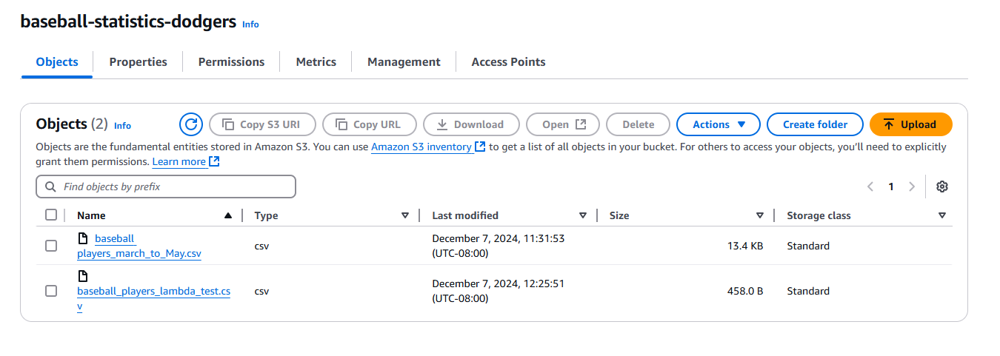 baseball-statistics-dodgers Info
Objects Properties Permissions Metrics Management Access Points
Objects (2) Info Copy S3 URI Copy URL Download Open Delete Actions Create folder Upload
Objects are the fundamental entities stored in Amazon S3. You can use Amazon S3 inventory to get a list of all objects in your bucket. For others to access your objects, you'll need to explicitly
grant them permissions. Learn more
Find objects by prefix 1
Name Type Last modified Size Storage class
baseball
players_march_to_May.csv
csv
December 7, 2024, 11:31:53
(UTC-08:00)
13.4 KB
Standard
baseball_players_lambda_test.cs
v
csv
December 7, 2024, 12:25:51
(UTC-08:00)
458.0 B
Standard